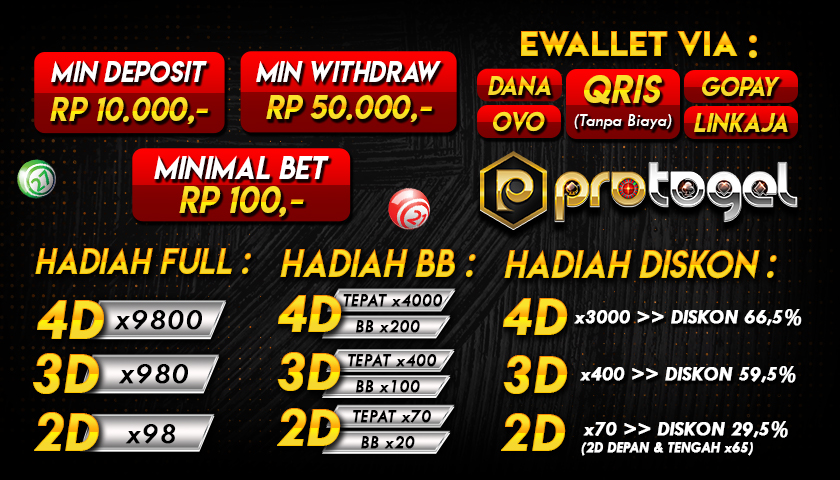 MIN DEPOSIT
RP 10.000,-
MIN WITHDRAW
RP 50.000,-
MINIMAL BET
RP 100,-
EWALLET VIA :
DANA
OVO
QRIS
(Tanpa Biaya)
GOPAY
LINKAJA
protogel
27
21
HADIAH FULL :
4D x9800
3D x980
2D x98
HADIAH BB :
4D
TEPAT x4000
BB x200
3D
TEPAT x400
BB x100
2D
TEPAT x70
BB x20
HADIAH DISKON :
4D x3000 >> DISKON 66,5%
3D x400 >> DISKON 59,5%
2D x70 >> DISKON 29,5%
(2D DEPAN & TENGAH x65)